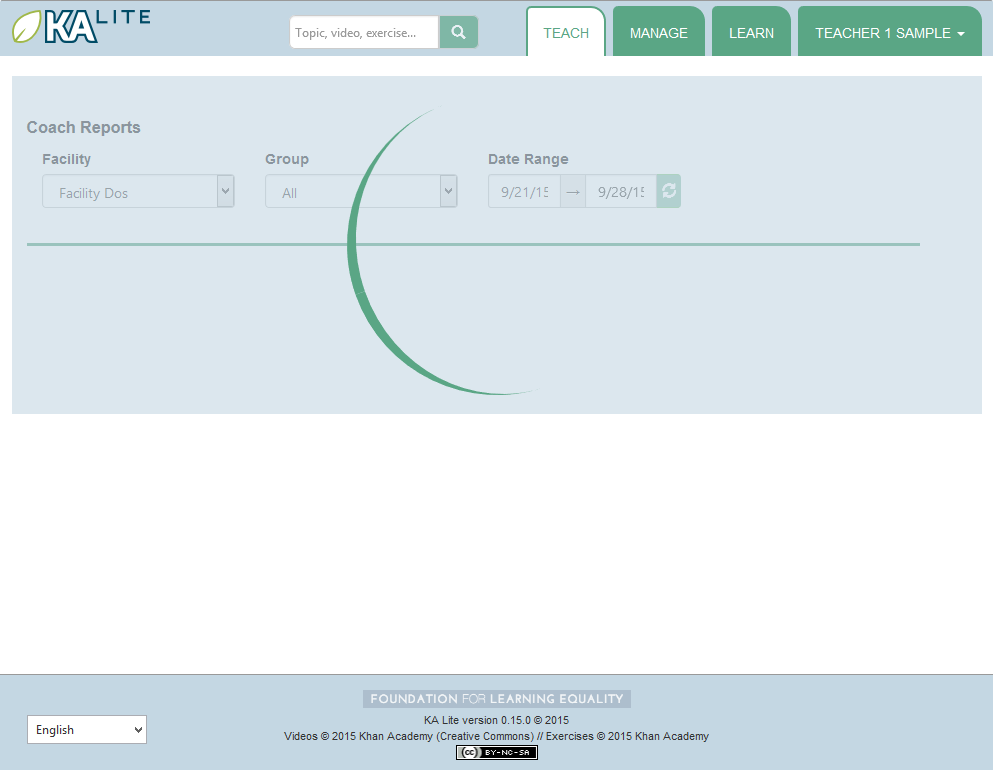 KA LITE
Topic, video, exercise...
TEACH
MANAGE
LEARN
TEACHER 1 SAMPLE
Coach Reports
Facility Group Date Range
Facility Dos All 9/21/15 → 9/28/15
FOUNDATION FOR LEARNING EQUALITY
KA Lite version 0.15.0 © 2015
English
Videos © 2015 Khan Academy (Creative Commons) // Exercises © 2015 Khan Academy
cc BY-NC-SA